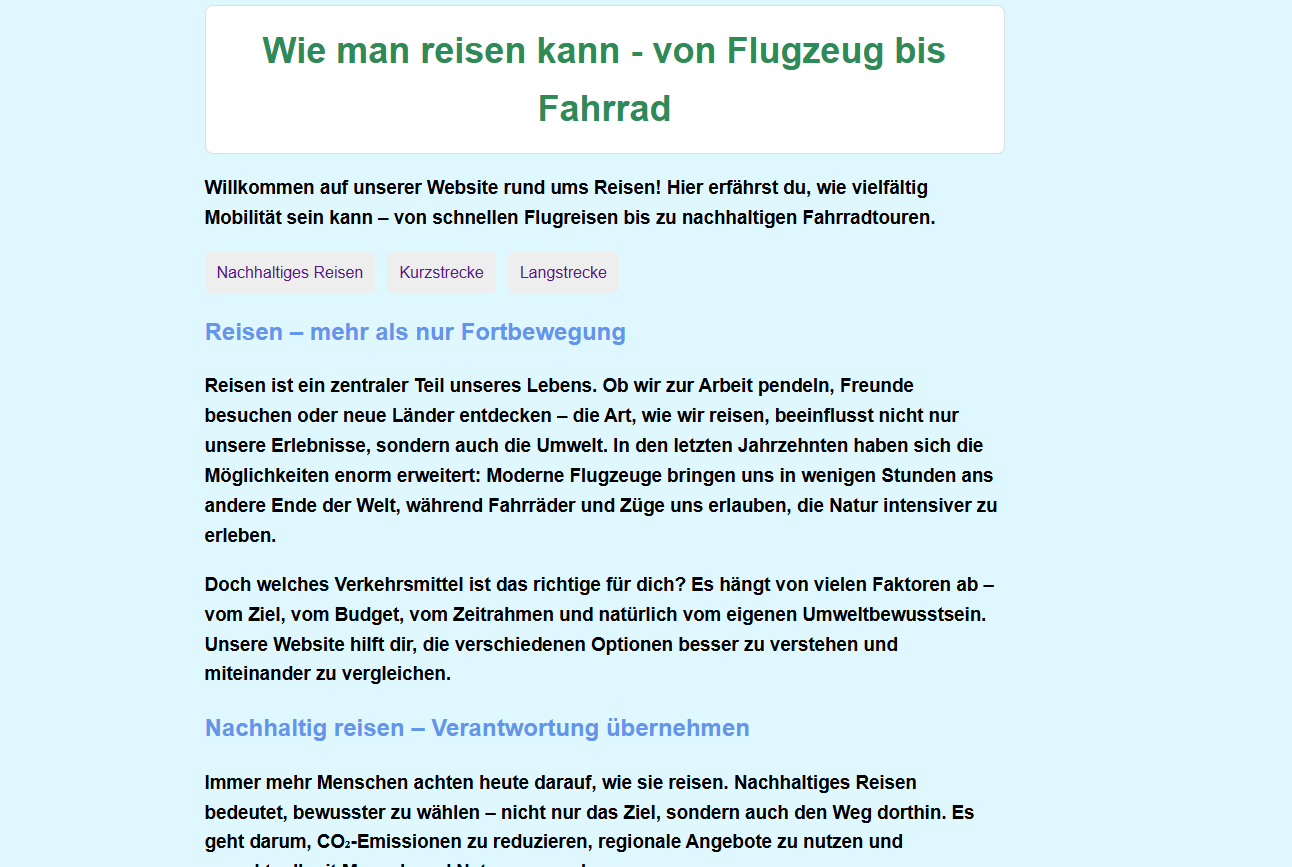 Wie man reisen kann - von Flugzeug bis
Fahrrad
Willkommen auf unserer Website rund ums Reisen! Hier erfährst du, wie vielfältig
Mobilität sein kann – von schnellen Flugreisen bis zu nachhaltigen Fahrradtouren.
Nachhaltiges Reisen Kurzstrecke Langstrecke
Reisen – mehr als nur Fortbewegung
Reisen ist ein zentraler Teil unseres Lebens. Ob wir zur Arbeit pendeln, Freunde
besuchen oder neue Länder entdecken – die Art, wie wir reisen, beeinflusst nicht nur
unsere Erlebnisse, sondern auch die Umwelt. In den letzten Jahrzehnten haben sich die
Möglichkeiten enorm erweitert: Moderne Flugzeuge bringen uns in wenigen Stunden ans
andere Ende der Welt, während Fahrräder und Züge uns erlauben, die Natur intensiver zu
erleben.
Doch welches Verkehrsmittel ist das richtige für dich? Es hängt von vielen Faktoren ab –
vom Ziel, vom Budget, vom Zeitrahmen und natürlich vom eigenen Umweltbewusstsein.
Unsere Website hilft dir, die verschiedenen Optionen besser zu verstehen und
miteinander zu vergleichen.
Nachhaltig reisen – Verantwortung übernehmen
Immer mehr Menschen achten heute darauf, wie sie reisen. Nachhaltiges Reisen
bedeutet, bewusster zu wählen – nicht nur das Ziel, sondern auch den Weg dorthin. Es
geht darum, CO₂-Emissionen zu reduzieren, regionale Angebote zu nutzen und